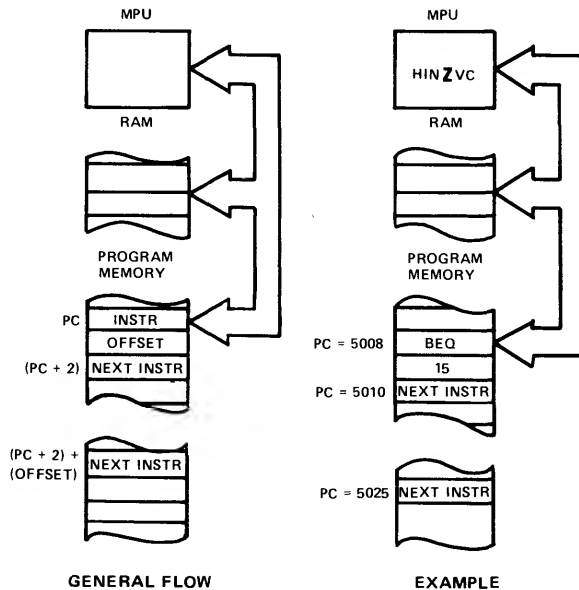 MPU
RAM
PROGRAM
MEMORY
PC
INSTR
OFFSET
(PC + 2)
NEXT INSTR
(PC + 2) +
(OFFSET)
NEXT INSTR
GENERAL FLOW
MPU
HINZVC
RAM
PROGRAM
MEMORY
PC = 5008
BEQ
15
PC = 5010
NEXT INSTR
PC = 5025
NEXT INSTR
EXAMPLE